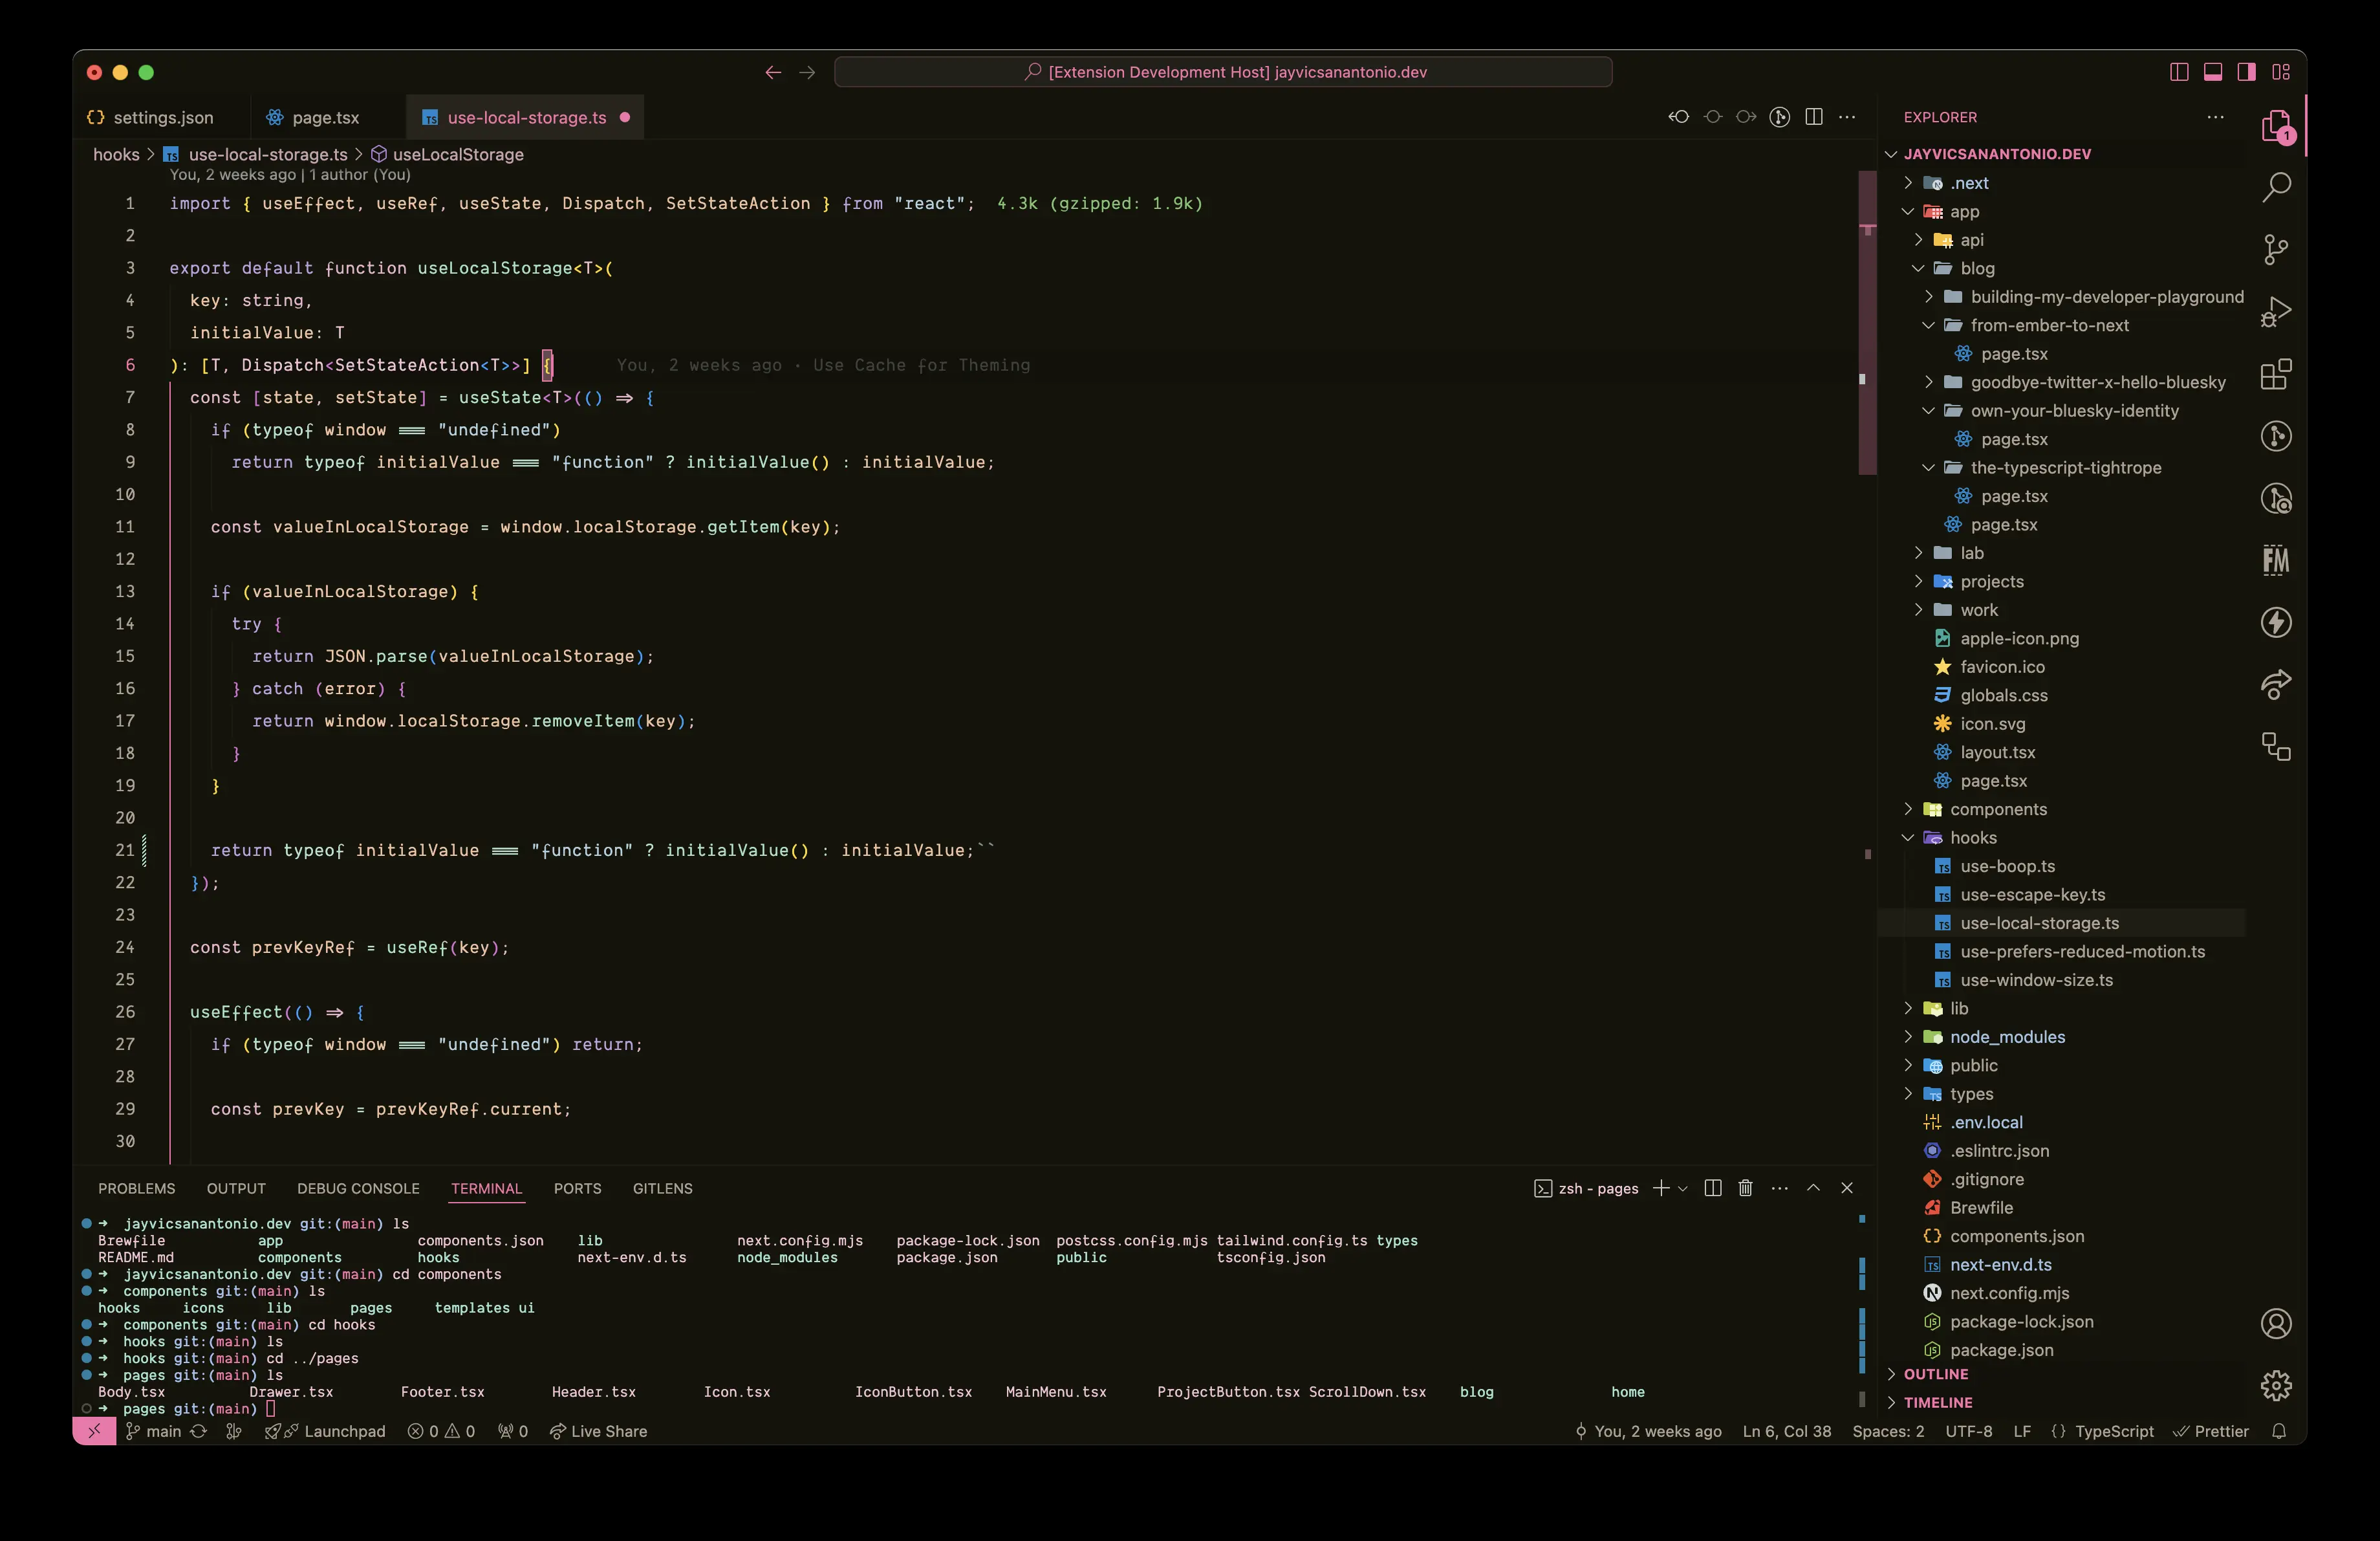 [Extension Development Host] jayvicsanantonio.dev
settings.json
page.tsx
use-local-storage.ts
hooks > use-local-storage.ts > useLocalStorage
You, 2 weeks ago | 1 author (You)
1 import { useEffect, useRef, useState, Dispatch, SetStateAction } from "react"; 4.3k (gzipped: 1.9k)
2
3 export default function useLocalStorage<T>(
4 key: string,
5 initialValue: T
6 ): [T, Dispatch<SetStateAction<T>>] { You, 2 weeks ago · Use Cache for Theming
7 const [state, setState] = useState<T>(() => {
8 if (typeof window === "undefined")
9 return typeof initialValue === "function" ? initialValue() : initialValue;
10
11 const valueInLocalStorage = window.localStorage.getItem(key);
12
13 if (valueInLocalStorage) {
14 try {
15 return JSON.parse(valueInLocalStorage);
16 } catch (error) {
17 return window.localStorage.removeItem(key);
18 }
19 }
20
21 return typeof initialValue === "function" ? initialValue() : initialValue;``
22 });
23
24 const prevKeyRef = useRef(key);
25
26 useEffect(() => {
27 if (typeof window === "undefined") return;
28
29 const prevKey = prevKeyRef.current;
30
PROBLEMS OUTPUT DEBUG CONSOLE TERMINAL PORTS GITLENS
zsh - pages
→ jayvicsanantonio.dev git:(main) ls
Brewfile app components.json lib next.config.mjs package-lock.json postcss.config.mjs tailwind.config.ts types
README.md components hooks next-env.d.ts node_modules package.json public tsconfig.json
→ jayvicsanantonio.dev git:(main) cd components
→ components git:(main) ls
hooks icons lib pages templates ui
→ components git:(main) cd hooks
→ hooks git:(main) ls
→ hooks git:(main) cd ../pages
→ pages git:(main) ls
Body.tsx Drawer.tsx Footer.tsx Header.tsx Icon.tsx IconButton.tsx MainMenu.tsx ProjectButton.tsx ScrollDown.tsx blog home
→ pages git:(main)
EXPLORER
JAYVICSANANTONIO.DEV
.next
app
api
blog
building-my-developer-playground
from-ember-to-next
page.tsx
goodbye-twitter-x-hello-bluesky
own-your-bluesky-identity
page.tsx
the-typescript-tightrope
page.tsx
page.tsx
lab
projects
work
apple-icon.png
favicon.ico
globals.css
icon.svg
layout.tsx
page.tsx
components
hooks
use-boop.ts
use-escape-key.ts
use-local-storage.ts
use-prefers-reduced-motion.ts
use-window-size.ts
lib
node_modules
public
types
.env.local
.eslintrc.json
.gitignore
Brewfile
components.json
next-env.d.ts
next.config.mjs
package-lock.json
package.json
OUTLINE
TIMELINE
1
FM
main Launchpad 0 0 0 Live Share
You, 2 weeks ago Ln 6, Col 38 Spaces: 2 UTF-8 LF {} TypeScript Prettier